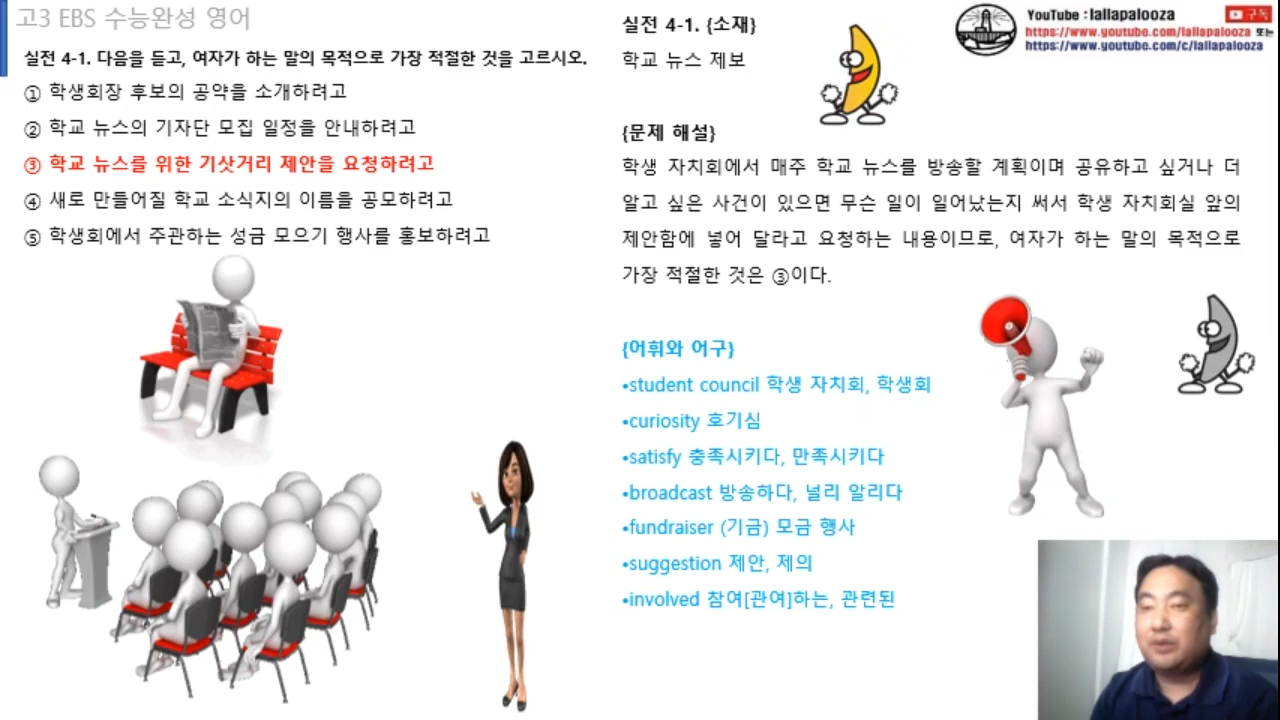 고3 EBS 수능완성 영어
실전 4-1. 다음을 듣고, 여자가 하는 말의 목적으로 가장 적절한 것을 고르시오.
① 학생회장 후보의 공약을 소개하려고
② 학교 뉴스의 기자단 모집 일정을 안내하려고
③ 학교 뉴스를 위한 기삿거리 제안을 요청하려고
④ 새로 만들어질 학교 소식지의 이름을 공모하려고
⑤ 학생회에서 주관하는 성금 모으기 행사를 홍보하려고
실전 4-1. {소재}
학교 뉴스 제보
{문제 해설}
학생 자치회에서 매주 학교 뉴스를 방송할 계획이며 공유하고 싶거나 더
알고 싶은 사건이 있으면 무슨 일이 일어났는지 써서 학생 자치회실 앞의
제안함에 넣어 달라고 요청하는 내용이므로, 여자가 하는 말의 목적으로
가장 적절한 것은 ③이다.
{어휘와 어구}
•student council 학생 자치회, 학생회
•curiosity 호기심
•satisfy 충족시키다, 만족시키다
•broadcast 방송하다, 널리 알리다
•fundraiser (기금) 모금 행사
•suggestion 제안, 제의
•involved 참여[관여]하는, 관련된
YouTube : lallapalooza 구독
https://www.youtube.com/lallapalooza 또는
https://www.youtube.com/c/lallapalooza